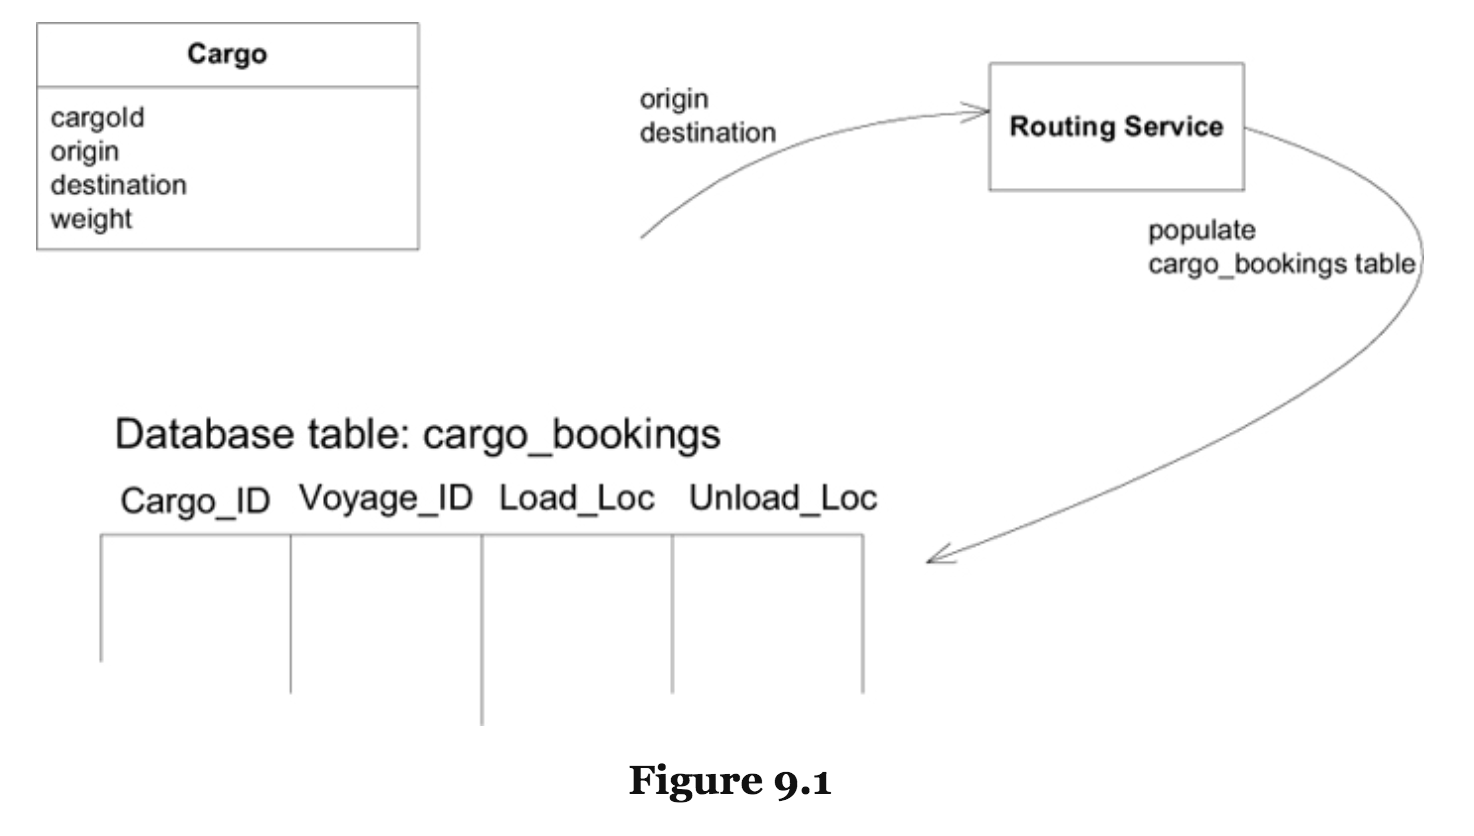 Cargo
cargoId
origin
destination
weight
origin
destination
Routing Service
populate
cargo_bookings table
Database table: cargo_bookings
Cargo_ID Voyage_ID Load_Loc Unload_Loc
Figure 9.1